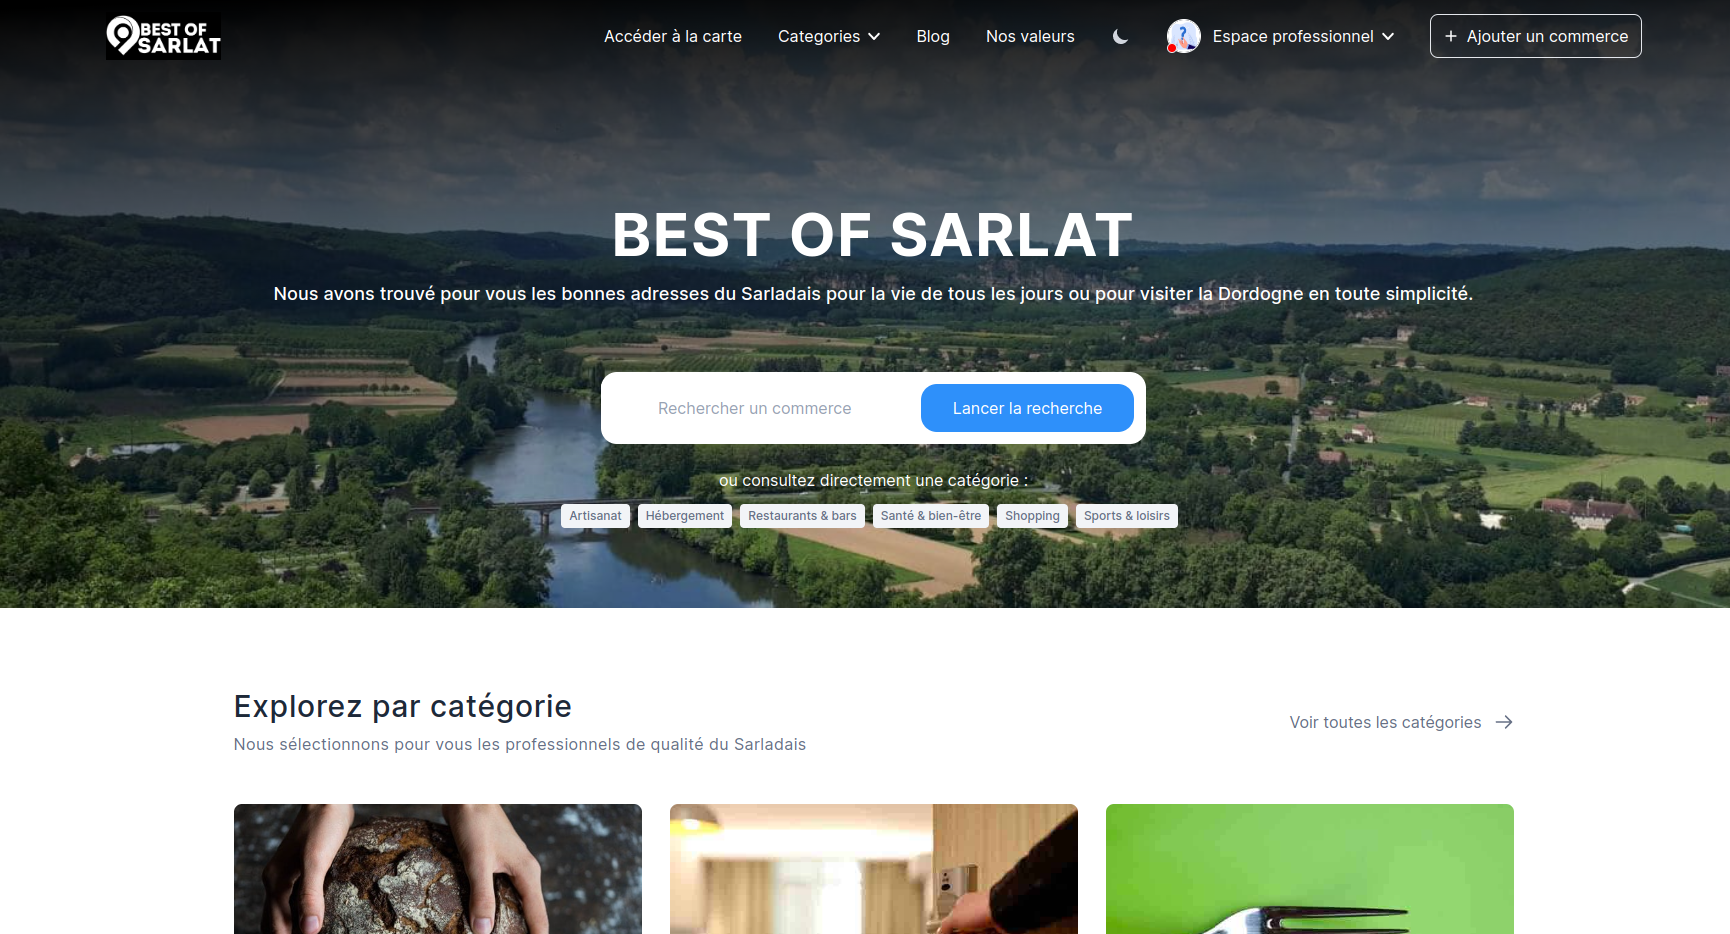 BEST OF
SARLAT
Accéder à la carte
Categories
Blog
Nos valeurs
?
Espace professionnel
+ Ajouter un commerce
BEST OF SARLAT
Nous avons trouvé pour vous les bonnes adresses du Sarladais pour la vie de tous les jours ou pour visiter la Dordogne en toute simplicité.
Rechercher un commerce
Lancer la recherche
ou consultez directement une catégorie :
Artisanat
Hébergement
Restaurants & bars
Santé & bien-être
Shopping
Sports & loisirs
Explorez par catégorie
Nous sélectionnons pour vous les professionnels de qualité du Sarladais
Voir toutes les catégories